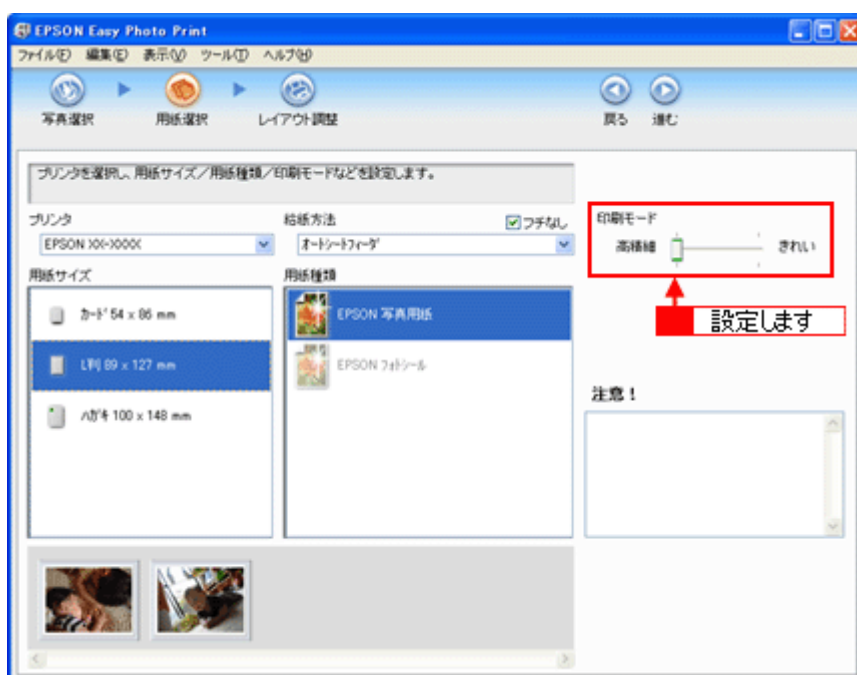 EPSON Easy Photo Print
ファイル(F) 編集(E) 表示(V) ツール(T) ヘルプ(H)
写真選択 用紙選択 レイアウト調整 戻る 進む
プリンタを選択し、用紙サイズ／用紙種類／印刷モードなどを設定します。
プリンタ 給紙方法 フチなし 印刷モード
EPSON XX-XXXX オートシートフィーダ 高精細 きれい
用紙サイズ 用紙種類
カード 54 x 86 mm EPSON 写真用紙
設定します
L判 89 x 127 mm EPSON フォトシール
注意！
ハガキ 100 x 148 mm